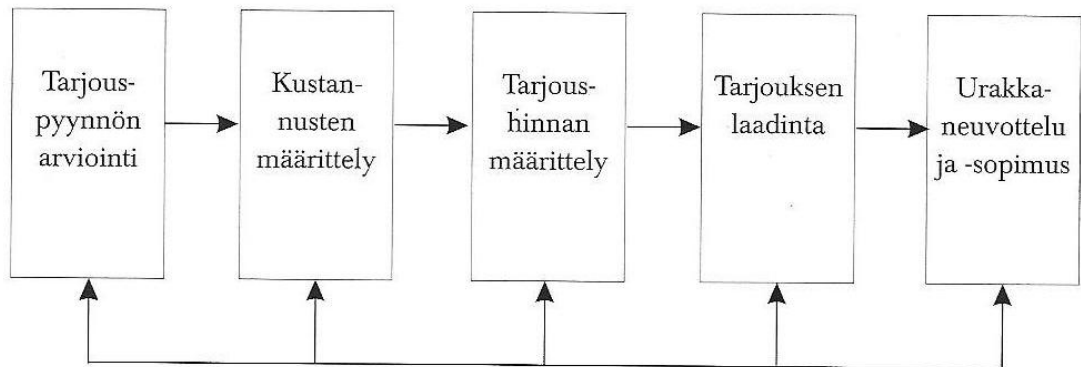 Tarjous-
pyynnön
arviointi
Kustan-
nusten
määrittely
Tarjous-
hinnan
määrittely
Tarjouksen
laadinta
Urakka-
neuvottelu
ja -sopimus